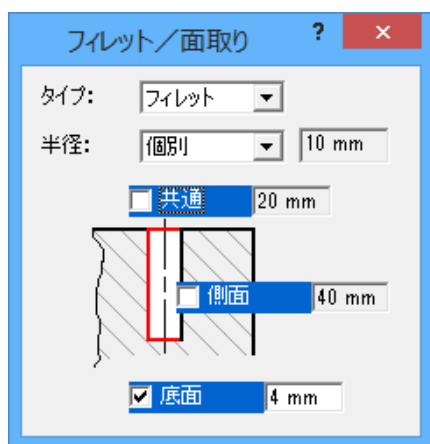 フィレット／面取り ? ×
タイプ: フィレット
半径: 個別 10 mm
共通 20 mm
側面 40 mm
底面 4 mm